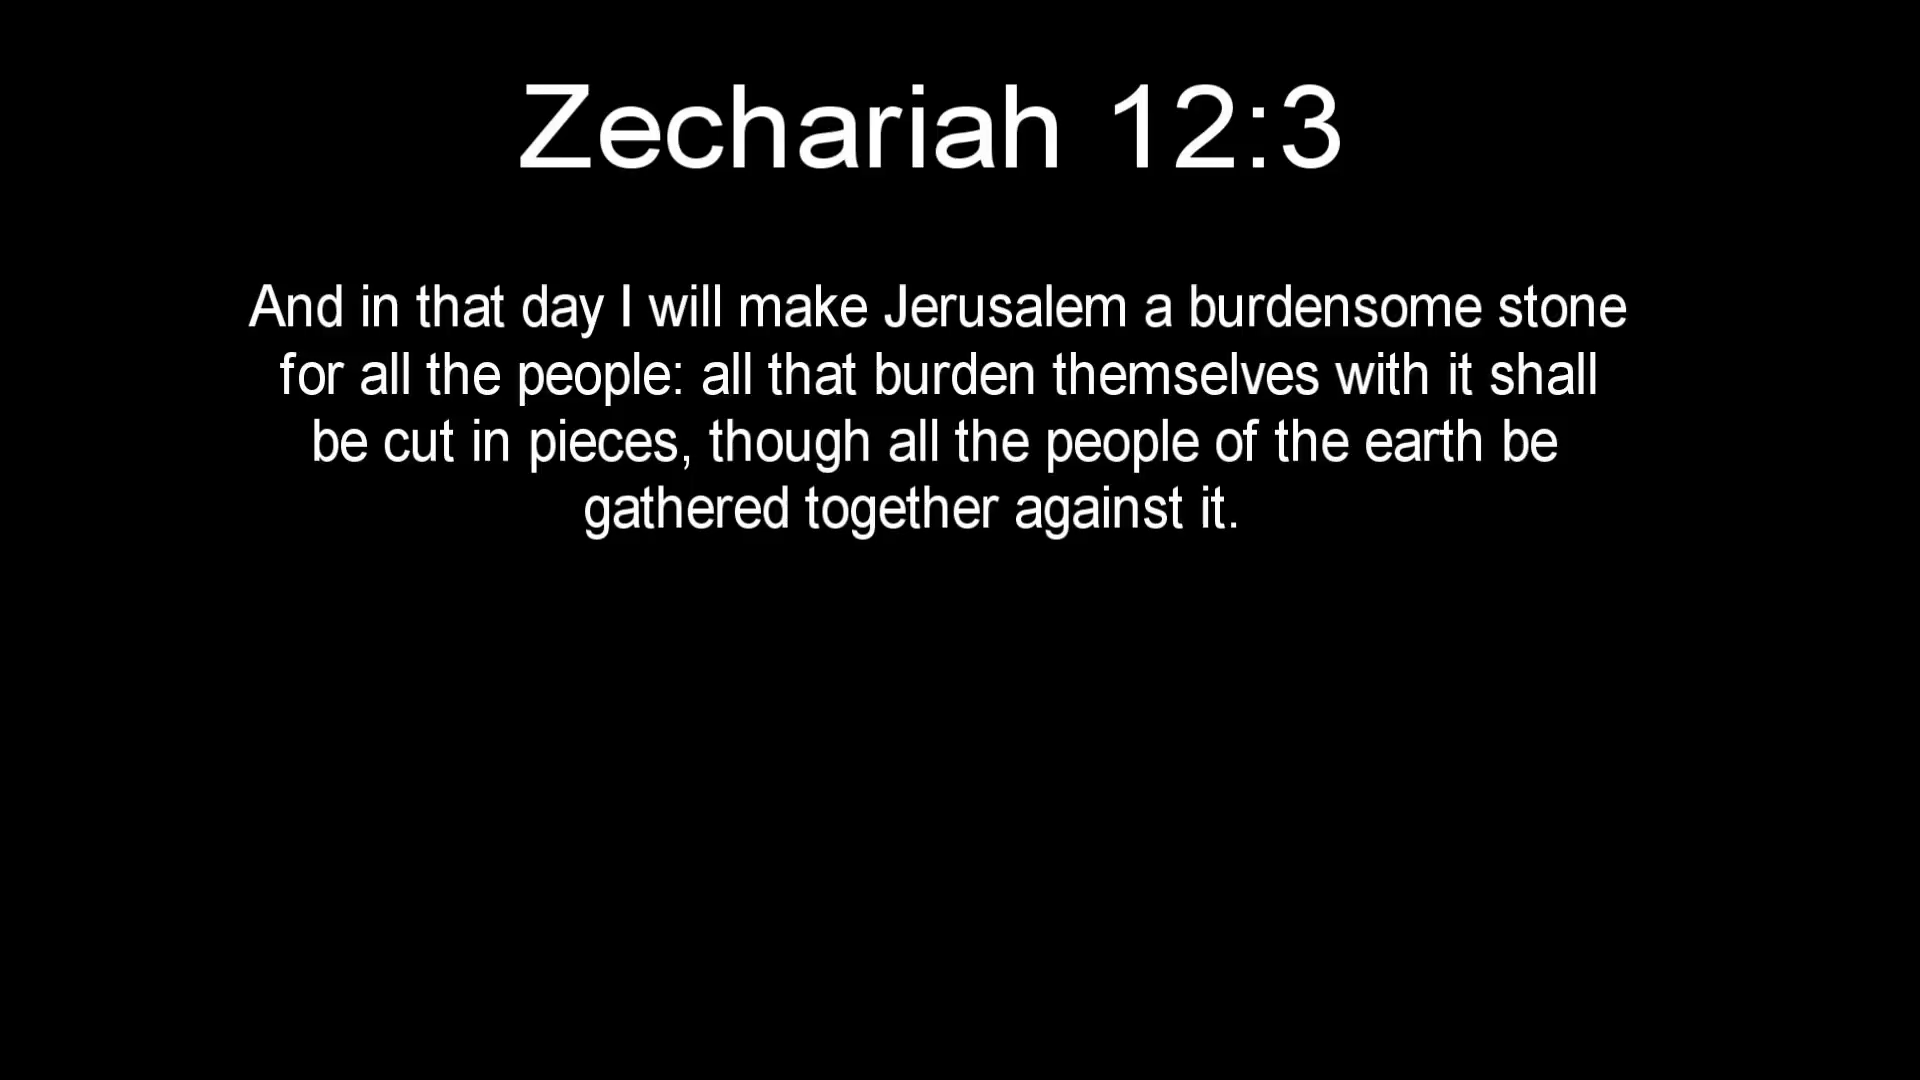 Zechariah 12:3
And in that day I will make Jerusalem a burdensome stone
for all the people: all that burden themselves with it shall
be cut in pieces, though all the people of the earth be
gathered together against it.